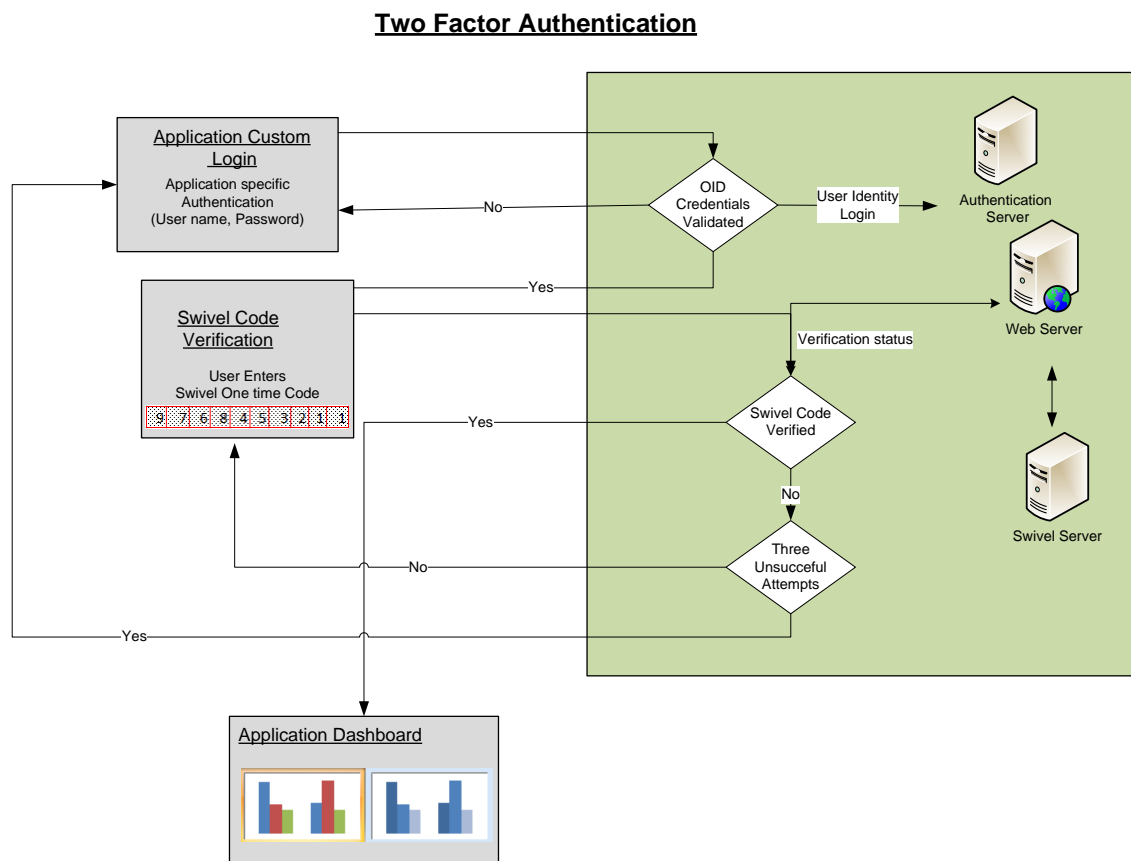 Two Factor Authentication
Application Custom
Login
Application specific
Authentication
(User name, Password)
OID
Credentials
Validated
No
User Identity
Login
Authentication
Server
Yes
Swivel Code
Verification
User Enters
Swivel One time Code
9 7 6 8 4 5 3 2 1 1
Verification status
Web Server
Swivel Code
Verified
Yes
No
Swivel Server
Three
Unsucceful
Attempts
No
Yes
Application Dashboard